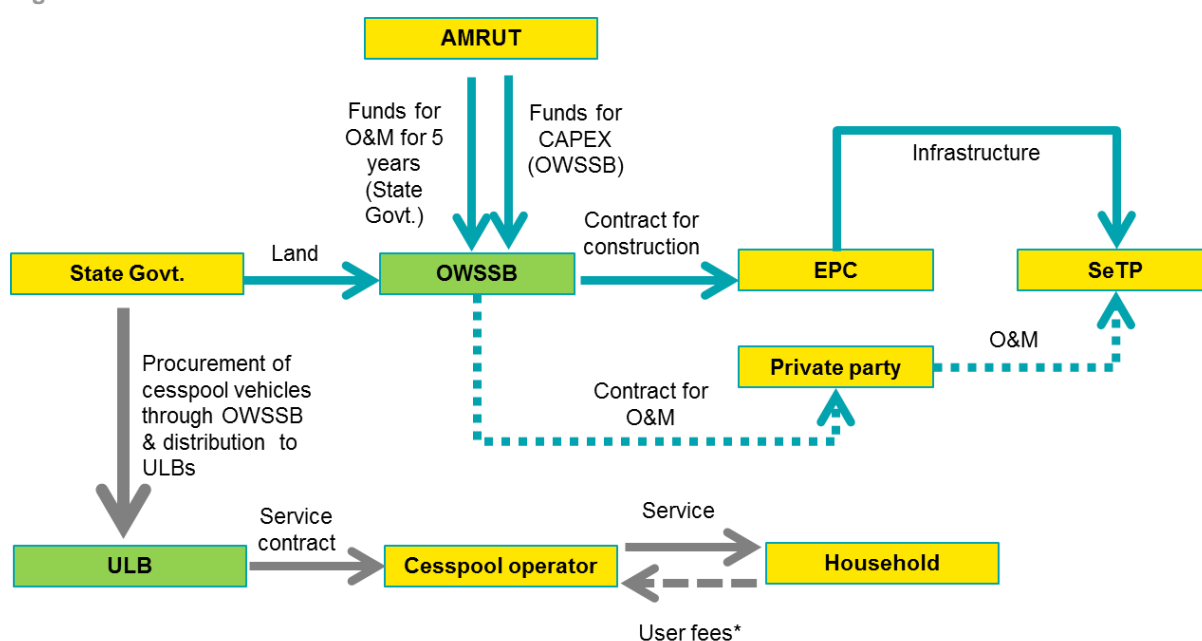 AMRUT
Funds for
O&M for 5
years
(State
Govt.)
Funds for
CAPEX
(OWSSB)
Infrastructure
Land
Contract for
construction
State Govt.
OWSSB
EPC
SeTP
Procurement of
cesspool vehicles
through OWSSB
& distribution to
ULBs
Private party
O&M
Contract for
O&M
Service
contract
Service
ULB
Cesspool operator
Household
User fees*